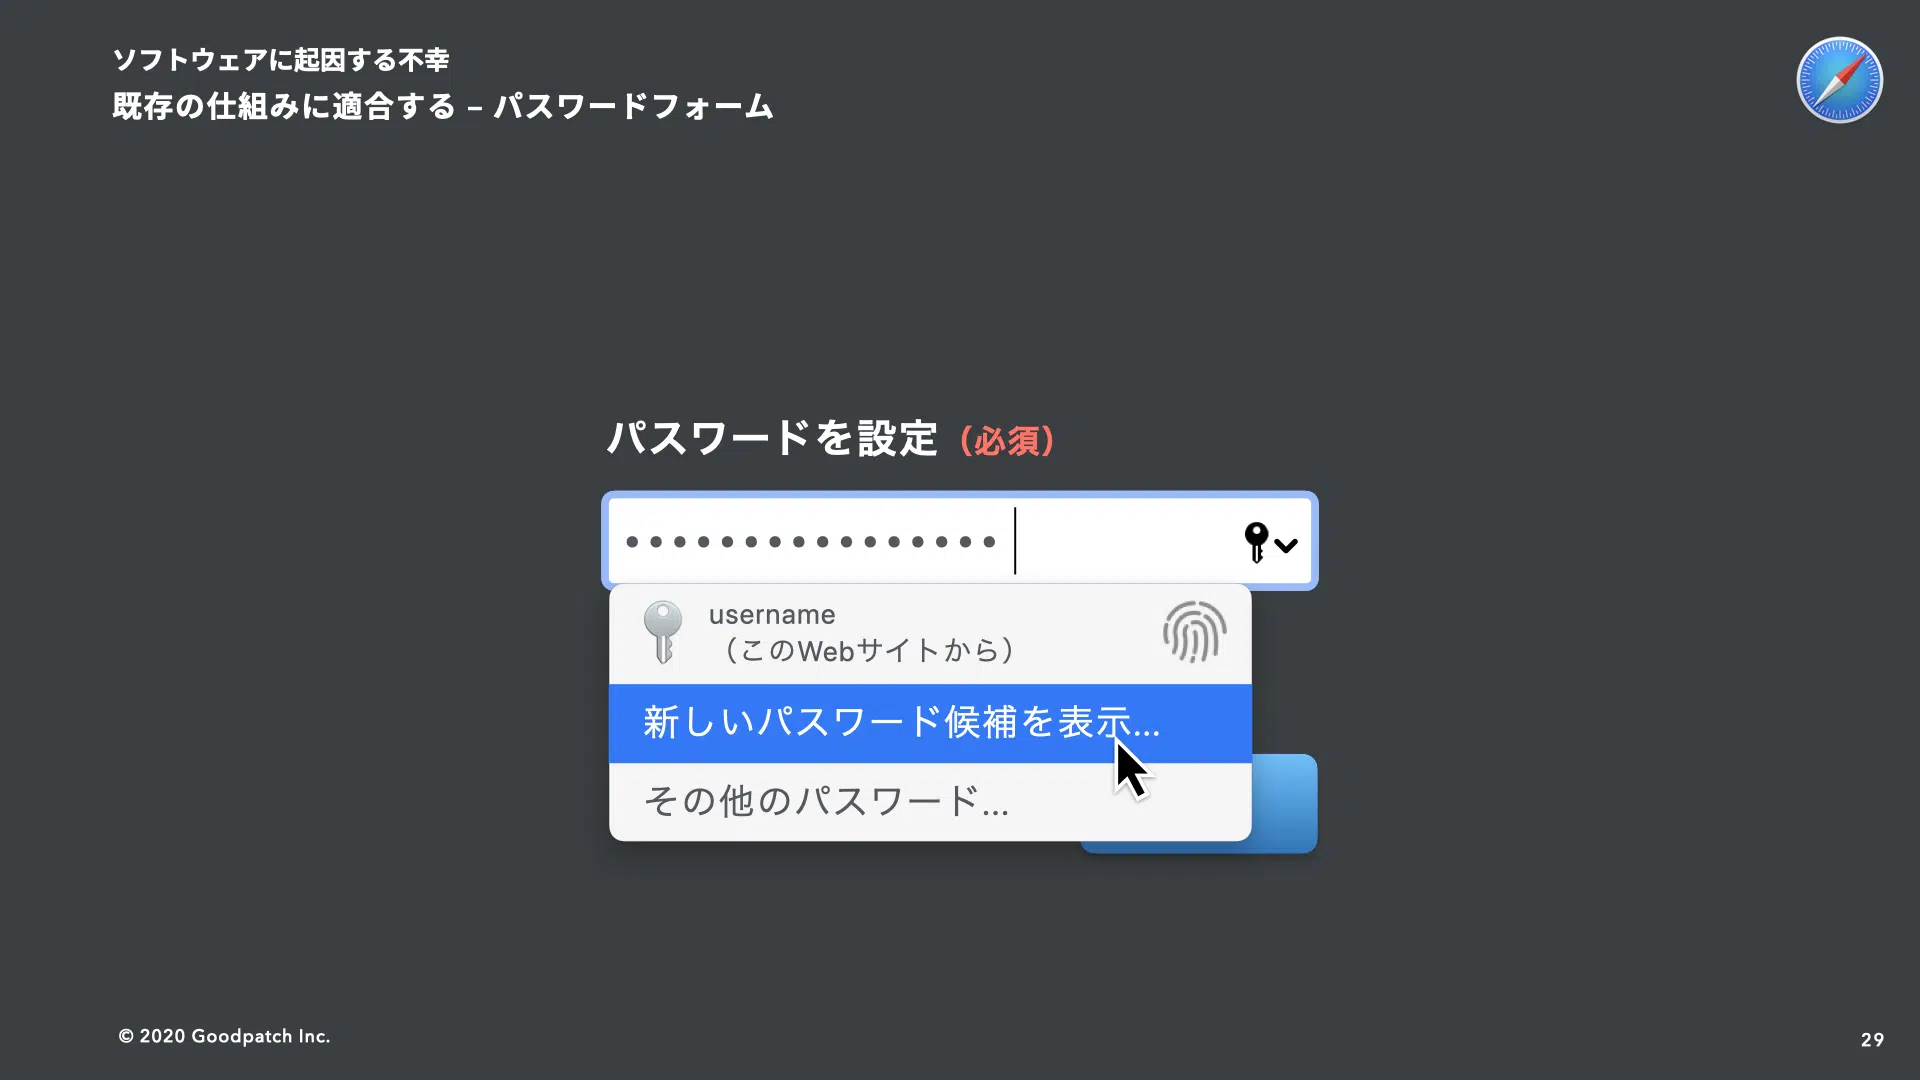 ソフトウェアに起因する不幸
既存の仕組みに適合する – パスワードフォーム
パスワードを設定（必須）
username
（このWebサイトから）
新しいパスワード候補を表示...
その他のパスワード...
© 2020 Goodpatch Inc.
29